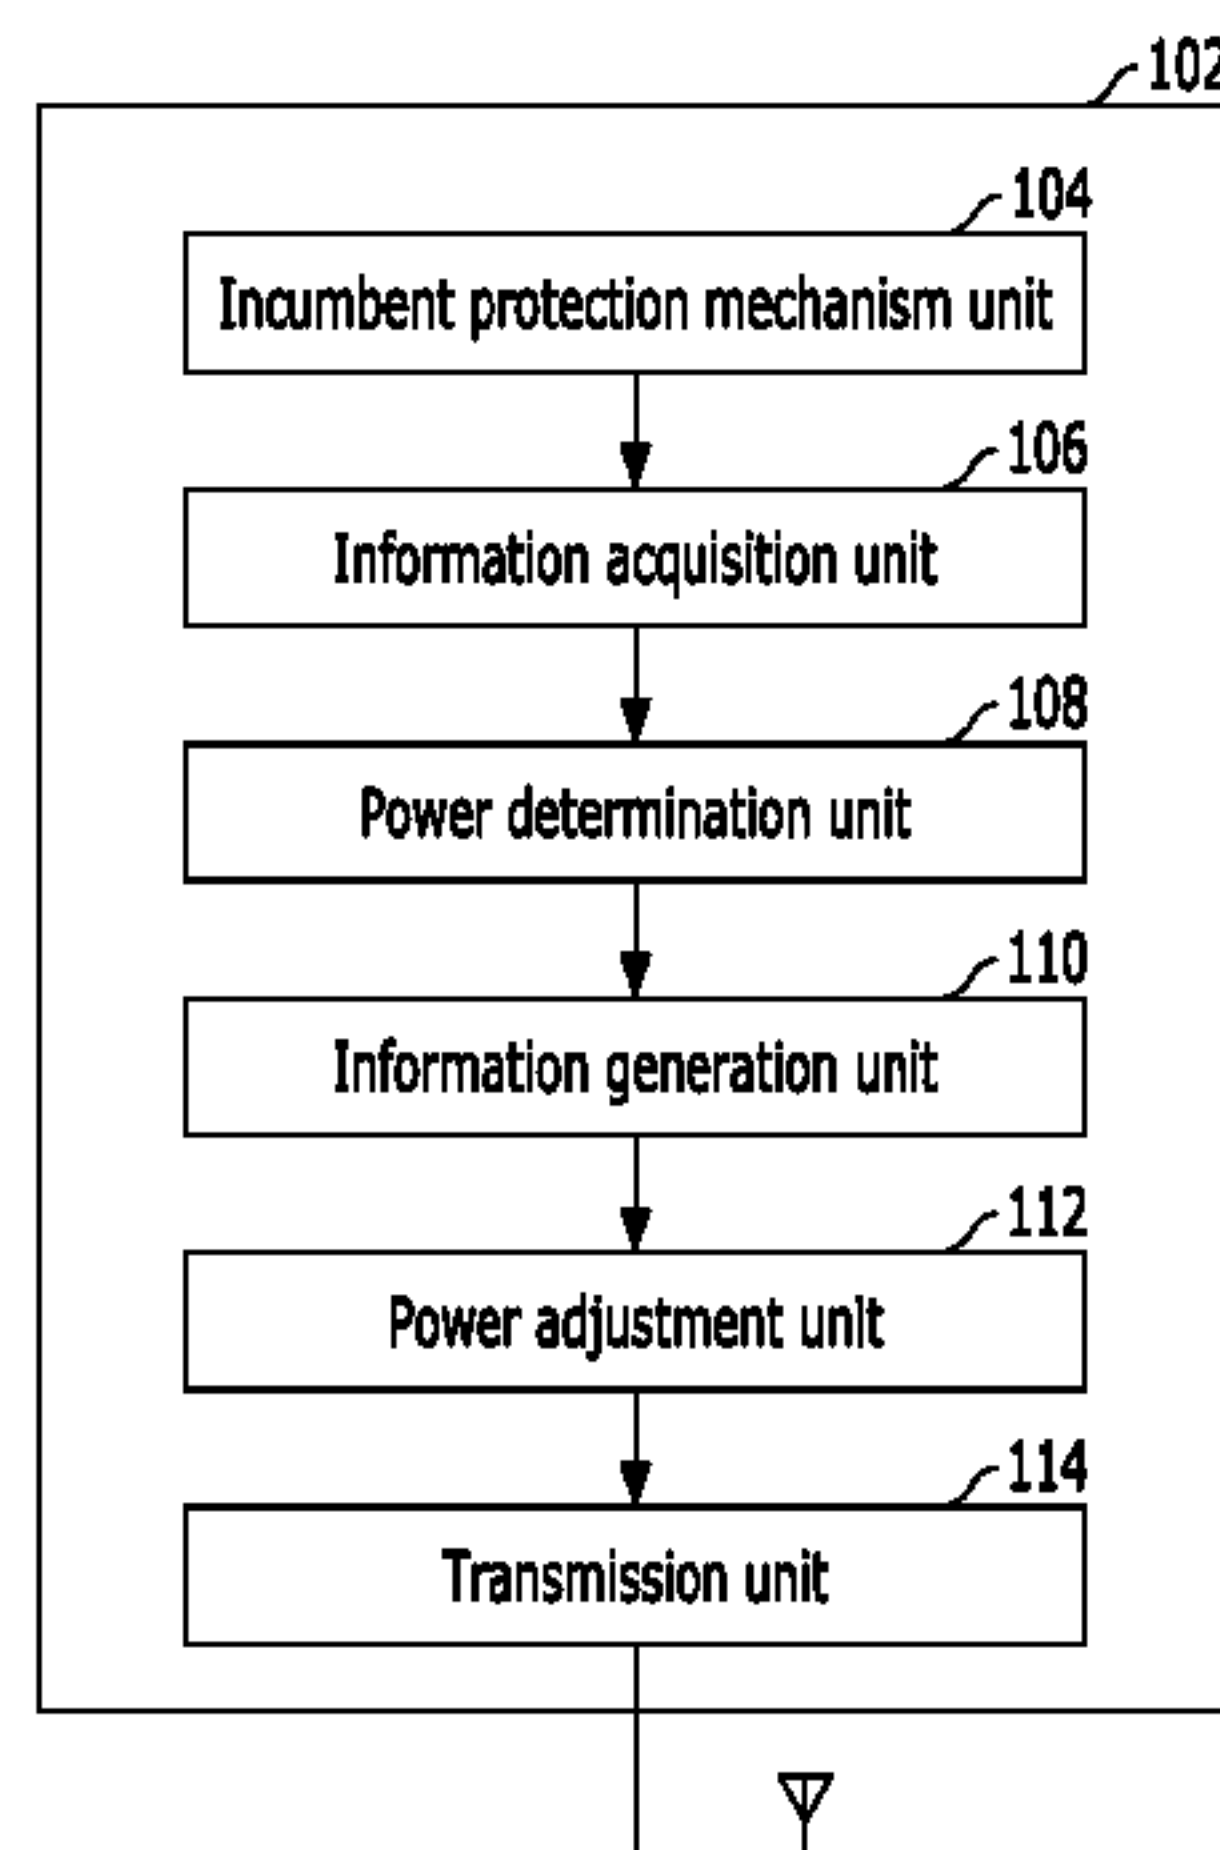 102
104
Incumbent protection mechanism unit
106
Information acquisition unit
108
Power determination unit
110
Information generation unit
112
Power adjustment unit
114
Transmission unit